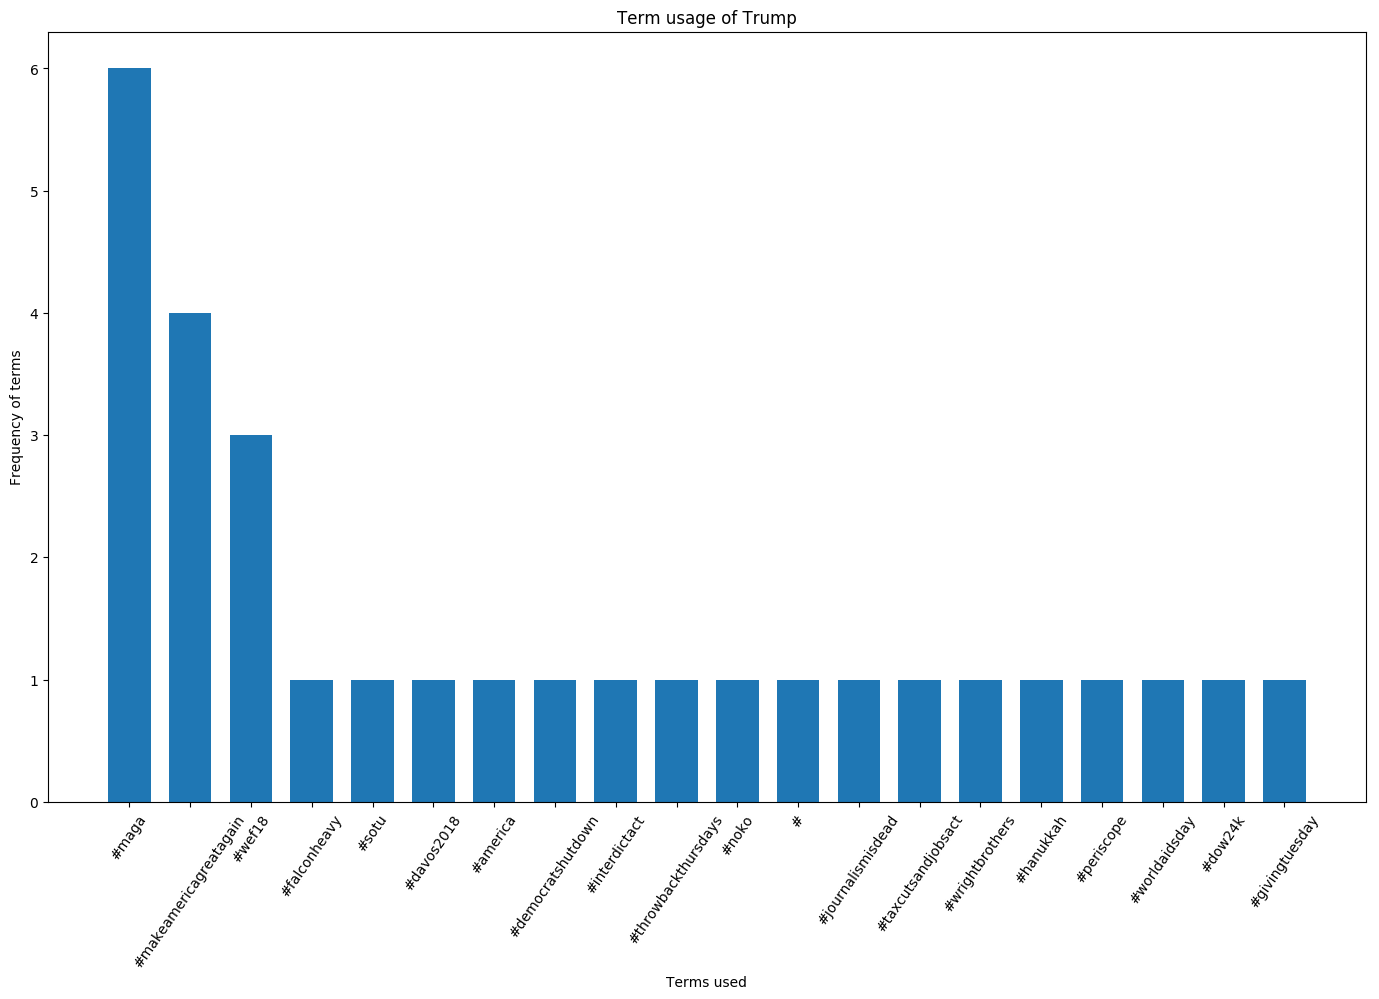 Term usage of Trump
Frequency of terms
6
5
4
3
2
1
0
#maga
#makeamericagreatagain
#wef18
#falconheavy
#sotu
#davos2018
#america
#democratshutdown
#interdictact
#throwbackthursdays
#noko
#
#journalismisdead
#taxcutsandjobsact
#wrightbrothers
#hanukkah
#periscope
#worldaidsday
#dow24k
#givingtuesday
Terms used